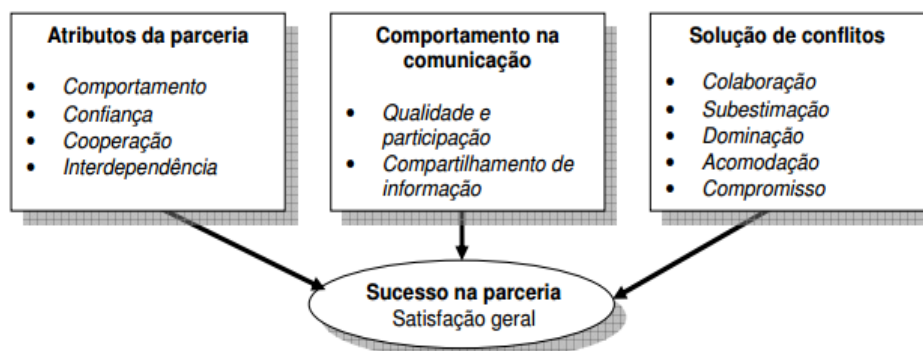 Atributos da parceria
• Comportamento
• Confiança
• Cooperação
• Interdependência
Comportamento na
comunicação
• Qualidade e
participação
• Compartilhamento de
informação
Solução de conflitos
• Colaboração
• Subestimação
• Dominação
• Acomodação
• Compromisso
Sucesso na parceria
Satisfação geral